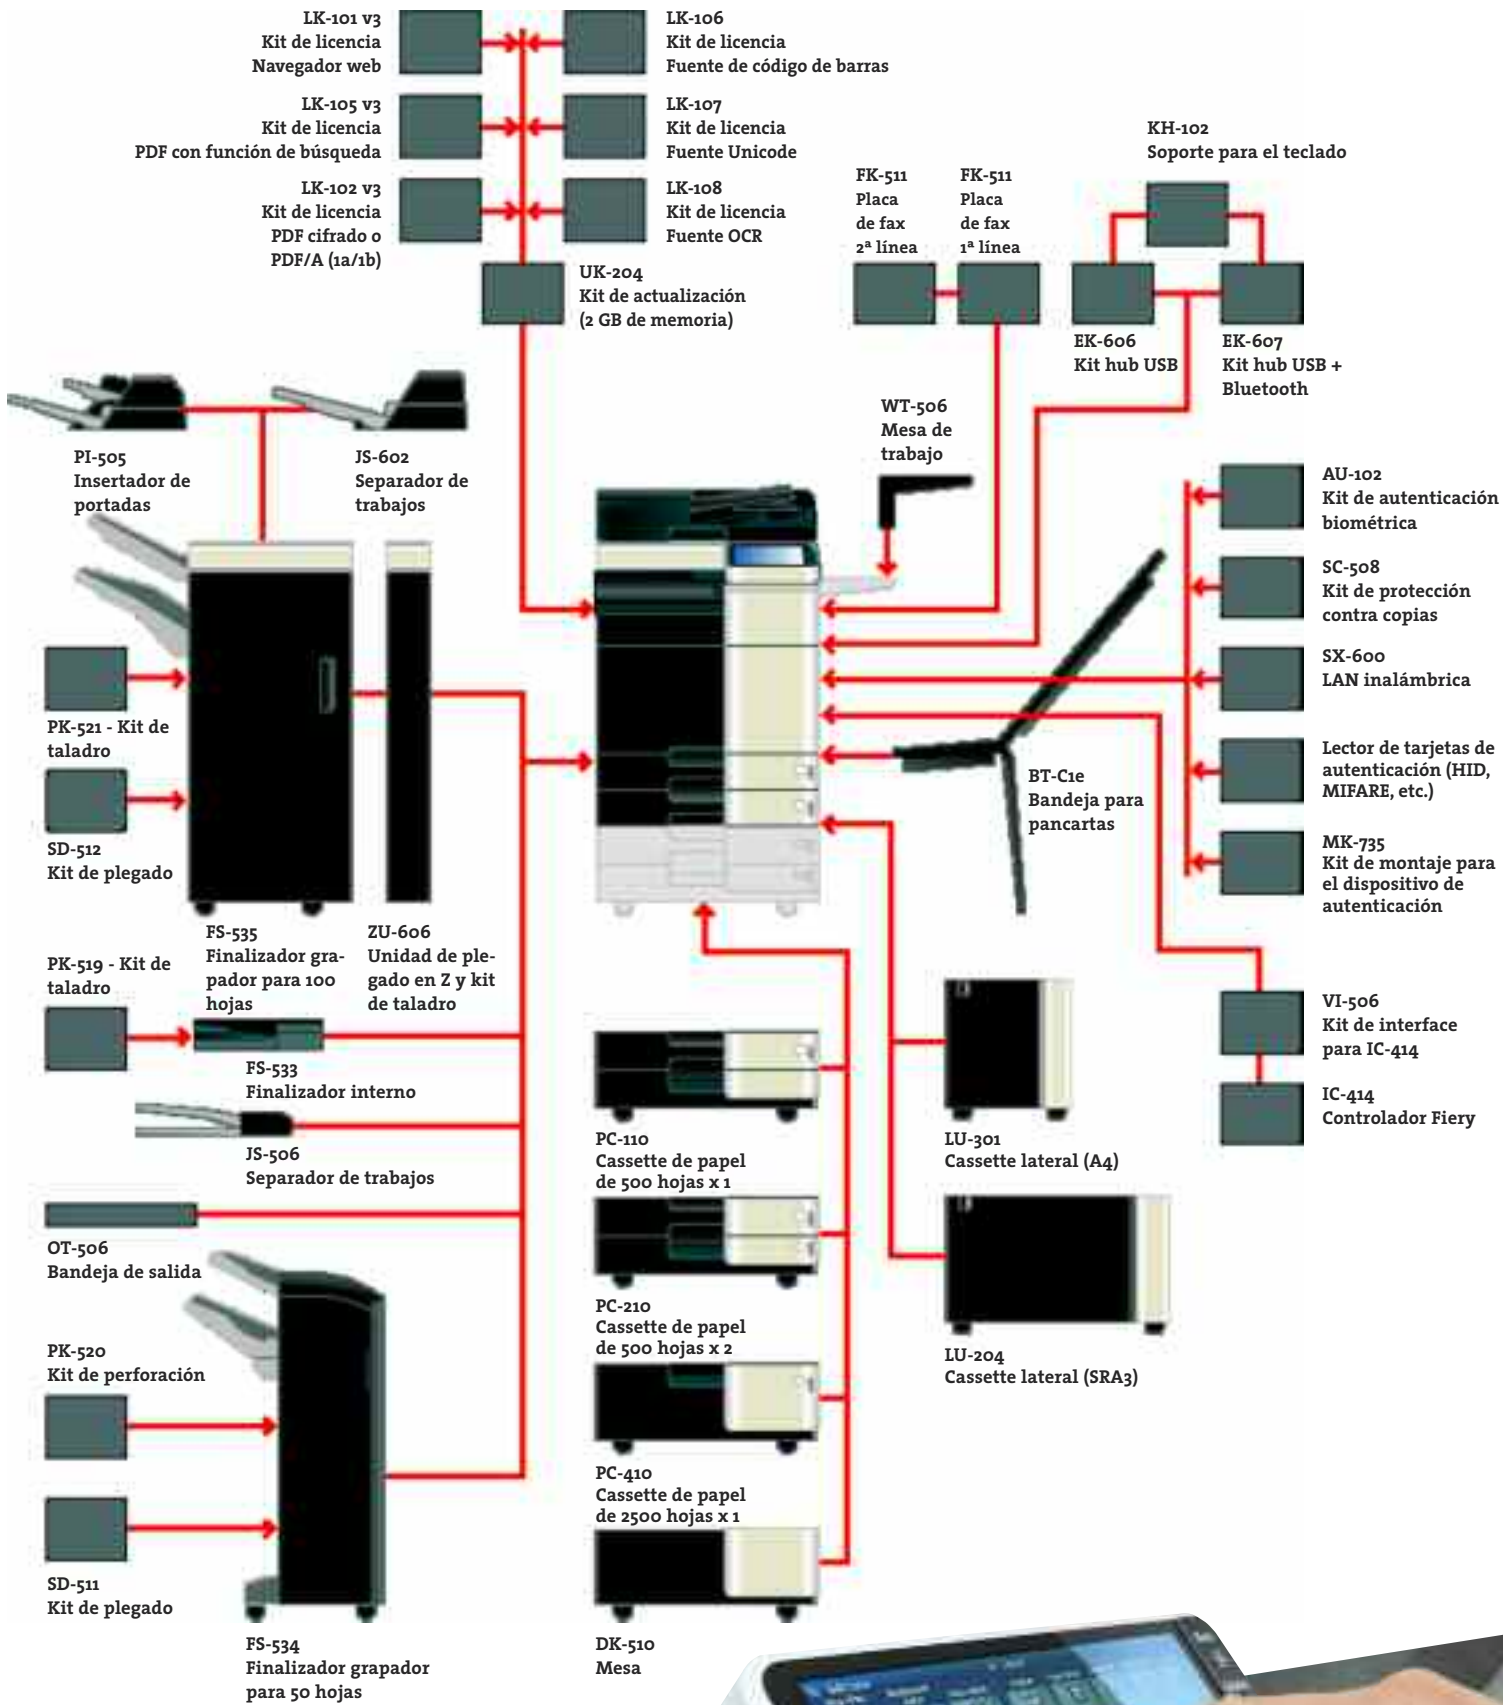 LK-101 v3
Kit de licencia
Navegador web
LK-106
Kit de licencia
Fuente de código de barras
LK-105 v3
Kit de licencia
PDF con función de búsqueda
LK-107
Kit de licencia
Fuente Unicode
LK-102 v3
Kit de licencia
PDF cifrado o
PDF/A (1a/1b)
LK-108
Kit de licencia
Fuente OCR
UK-204
Kit de actualización
(2 GB de memoria)
FK-511
Placa
de fax
2ª línea
FK-511
Placa
de fax
1ª línea
KH-102
Soporte para el teclado
EK-606
Kit hub USB
EK-607
Kit hub USB +
Bluetooth
PI-505
Insertador de
portadas
JS-602
Separador de
trabajos
WT-506
Mesa de
trabajo
AU-102
Kit de autenticación
biométrica
SC-508
Kit de protección
contra copias
SX-600
LAN inalámbrica
Lector de tarjetas de
autenticación (HID,
MIFARE, etc.)
MK-735
Kit de montaje para
el dispositivo de
autenticación
PK-521 - Kit de
taladro
SD-512
Kit de plegado
BT-C1e
Bandeja para
pancartas
FS-535
Finalizador gra-
pador para 100
hojas
ZU-606
Unidad de ple-
gado en Z y kit
de taladro
PK-519 - Kit de
taladro
FS-533
Finalizador interno
JS-506
Separador de trabajos
OT-506
Bandeja de salida
PK-520
Kit de perforación
SD-511
Kit de plegado
FS-534
Finalizador grapador
para 50 hojas
PC-110
Cassette de papel
de 500 hojas x 1
PC-210
Cassette de papel
de 500 hojas x 2
PC-410
Cassette de papel
de 2500 hojas x 1
DK-510
Mesa
LU-301
Cassette lateral (A4)
LU-204
Cassette lateral (SRA3)
VI-506
Kit de interface
para IC-414
IC-414
Controlador Fiery